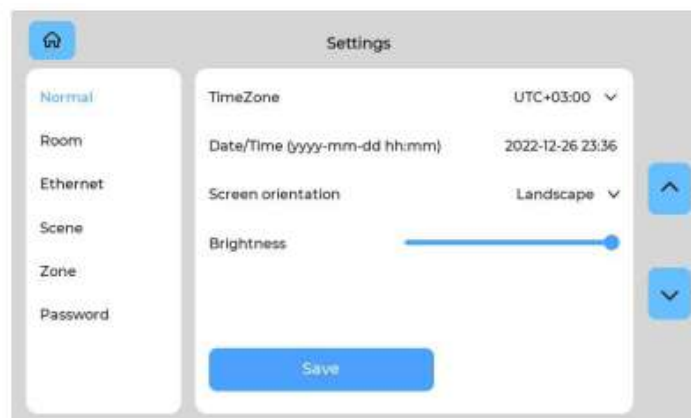 Settings
Normal
Room
Ethernet
Scene
Zone
Password
TimeZone UTC+03:00
Date/Time (yyyy-mm-dd hh:mm) 2022-12-26 23:36
Screen orientation Landscape
Brightness
Save